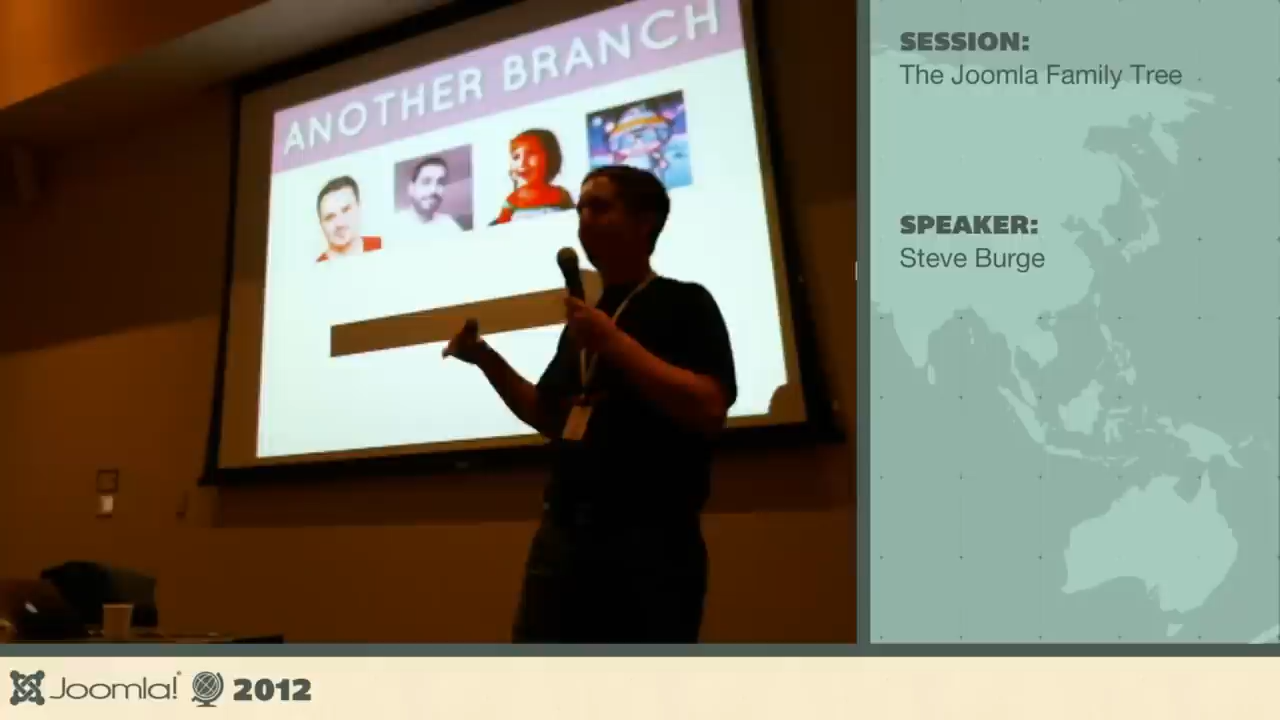 ANOTHER BRANCH
SESSION:
The Joomla Family Tree
SPEAKER:
Steve Burge
Joomla! 2012